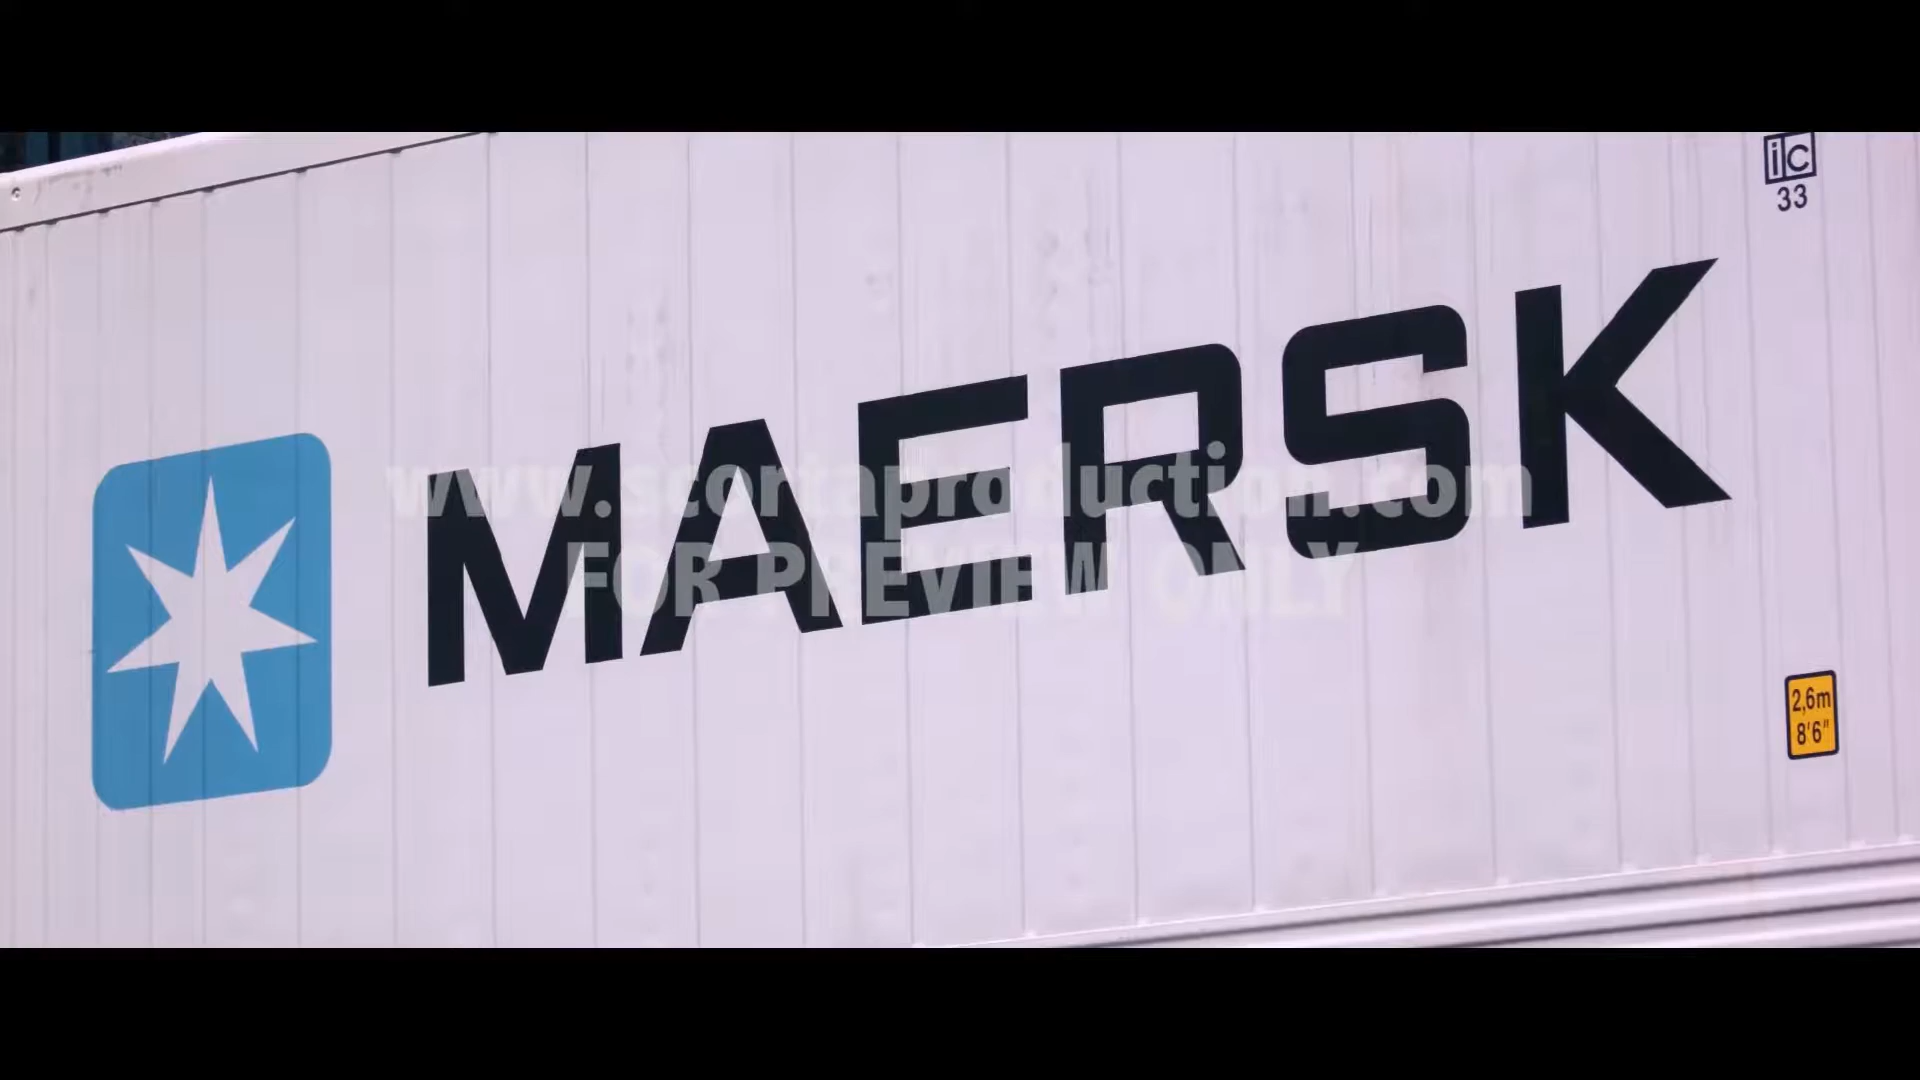 ic
33
MAERSK
www.scortaproduction.com
FOR PREVIEW ONLY
2,6m
8'6"